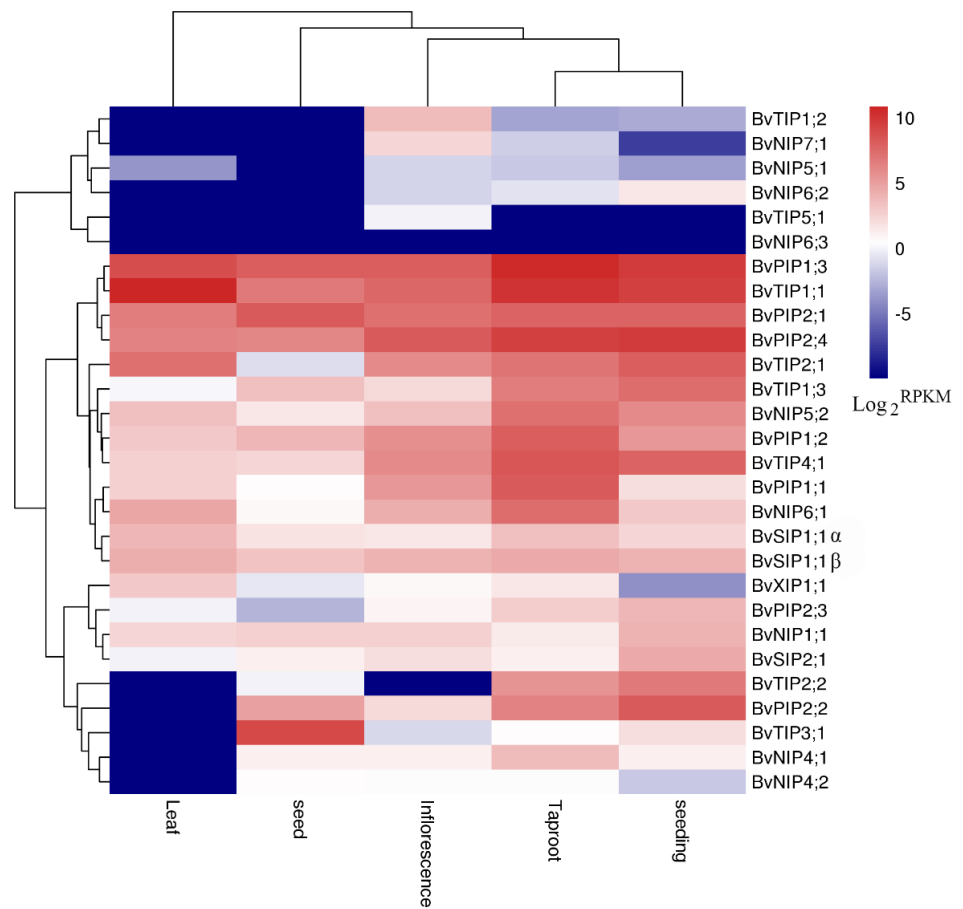 BvTIP1;2
BvNIP7;1
BvNIP5;1
BvNIP6;2
BvTIP5;1
BvNIP6;3
BvPIP1;3
BvTIP1;1
BvPIP2;1
BvPIP2;4
BvTIP2;1
BvTIP1;3
BvNIP5;2
BvPIP1;2
BvTIP4;1
BvPIP1;1
BvNIP6;1
BvSIP1;1 α
BvSIP1;1 β
BvXIP1;1
BvPIP2;3
BvNIP1;1
BvSIP2;1
BvTIP2;2
BvPIP2;2
BvTIP3;1
BvNIP4;1
BvNIP4;2
10
5
0
-5
Log2RPKM
Leaf
seed
Inflorescence
Taproot
seeding